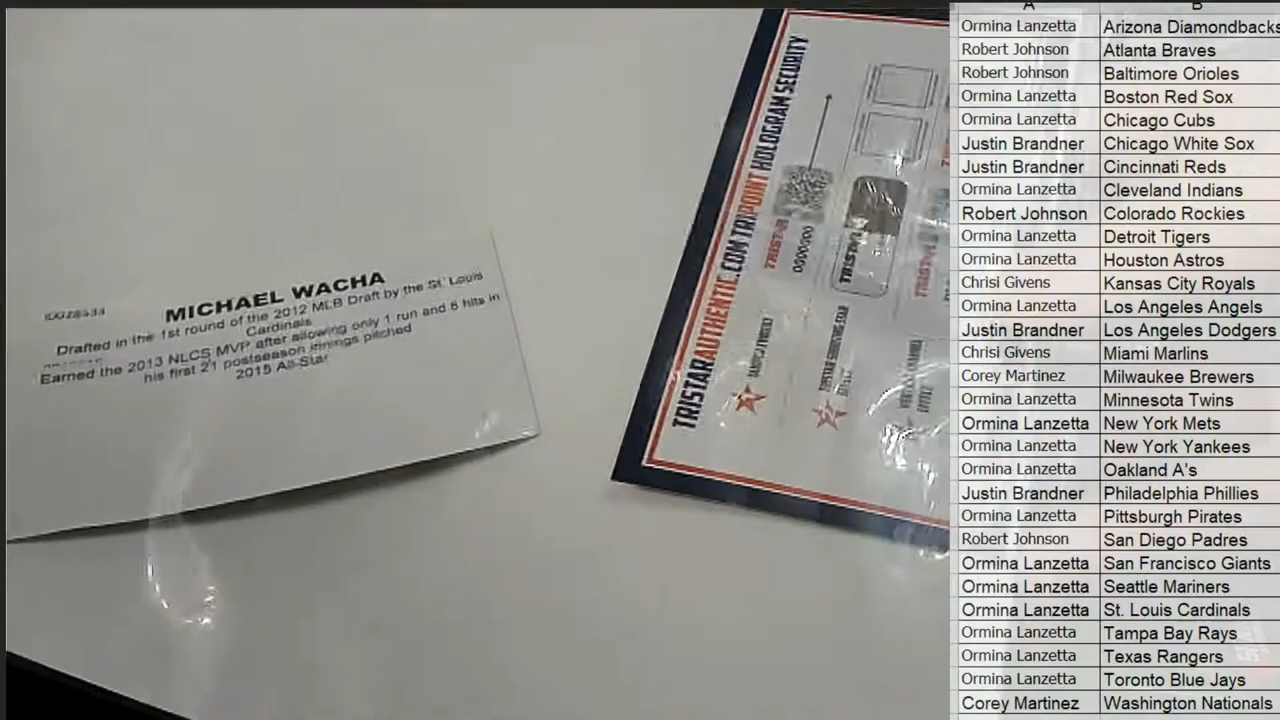 MICHAEL WACHA
Drafted in the 1st round of the 2012 MLB Draft by the St. Louis
Cardinals
Earned the 2013 NLCS MVP after allowing only 1 run and 6 hits in
his first 21 postseason innings pitched
2015 All-Star
TRISTARAUTHENTIC.COM TRIPOINT HOLOGRAM SECURITY
TRISTAR
0000000
TRISTAR
A B
Ormina Lanzetta Arizona Diamondbacks
Robert Johnson Atlanta Braves
Robert Johnson Baltimore Orioles
Ormina Lanzetta Boston Red Sox
Ormina Lanzetta Chicago Cubs
Justin Brandner Chicago White Sox
Justin Brandner Cincinnati Reds
Ormina Lanzetta Cleveland Indians
Robert Johnson Colorado Rockies
Ormina Lanzetta Detroit Tigers
Ormina Lanzetta Houston Astros
Chrisi Givens Kansas City Royals
Ormina Lanzetta Los Angeles Angels
Justin Brandner Los Angeles Dodgers
Chrisi Givens Miami Marlins
Corey Martinez Milwaukee Brewers
Ormina Lanzetta Minnesota Twins
Ormina Lanzetta New York Mets
Ormina Lanzetta New York Yankees
Ormina Lanzetta Oakland A's
Justin Brandner Philadelphia Phillies
Ormina Lanzetta Pittsburgh Pirates
Robert Johnson San Diego Padres
Ormina Lanzetta San Francisco Giants
Ormina Lanzetta Seattle Mariners
Ormina Lanzetta St. Louis Cardinals
Ormina Lanzetta Tampa Bay Rays
Ormina Lanzetta Texas Rangers
Ormina Lanzetta Toronto Blue Jays
Corey Martinez Washington Nationals